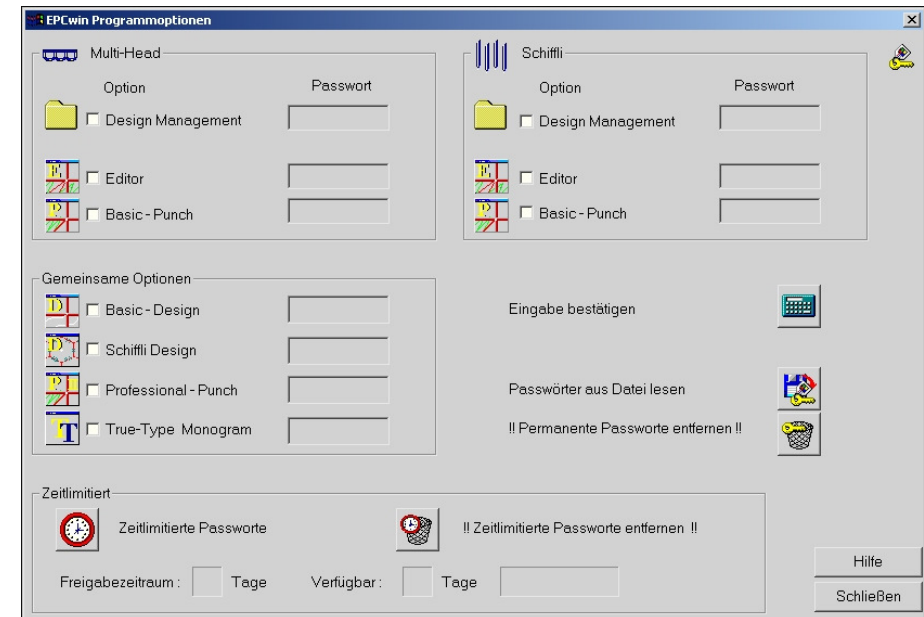 EPCwin Programmoptionen
Multi-Head
Option Passwort
Design Management
Editor
Basic - Punch
Schiffli
Option Passwort
Design Management
Editor
Basic - Punch
Gemeinsame Optionen
Basic - Design
Schiffli Design
Professional - Punch
True-Type Monogram
Eingabe bestätigen
Passwörter aus Datei lesen
!! Permanente Passworte entfernen !!
Zeitlimitiert
Zeitlimitierte Passworte
!! Zeitlimitierte Passworte entfernen !!
Freigabezeitraum : Tage Verfügbar : Tage
Hilfe
Schließen